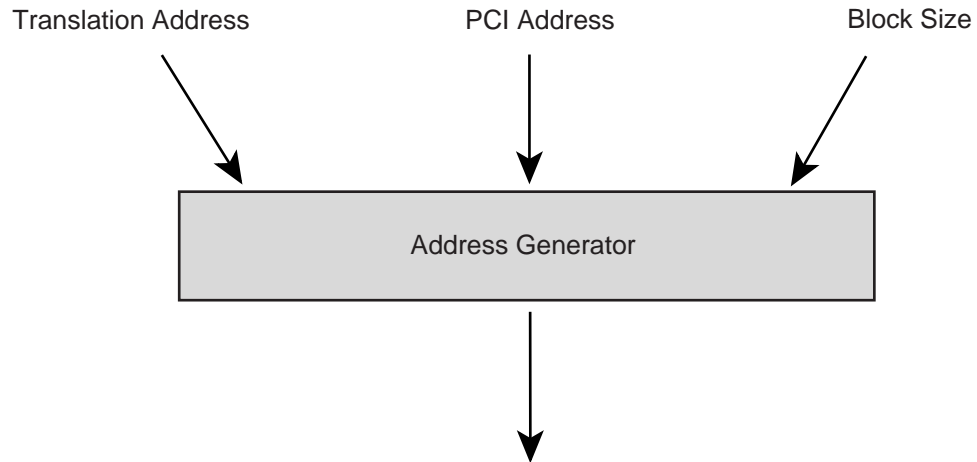 Translation Address
PCI Address
Block Size
Address Generator